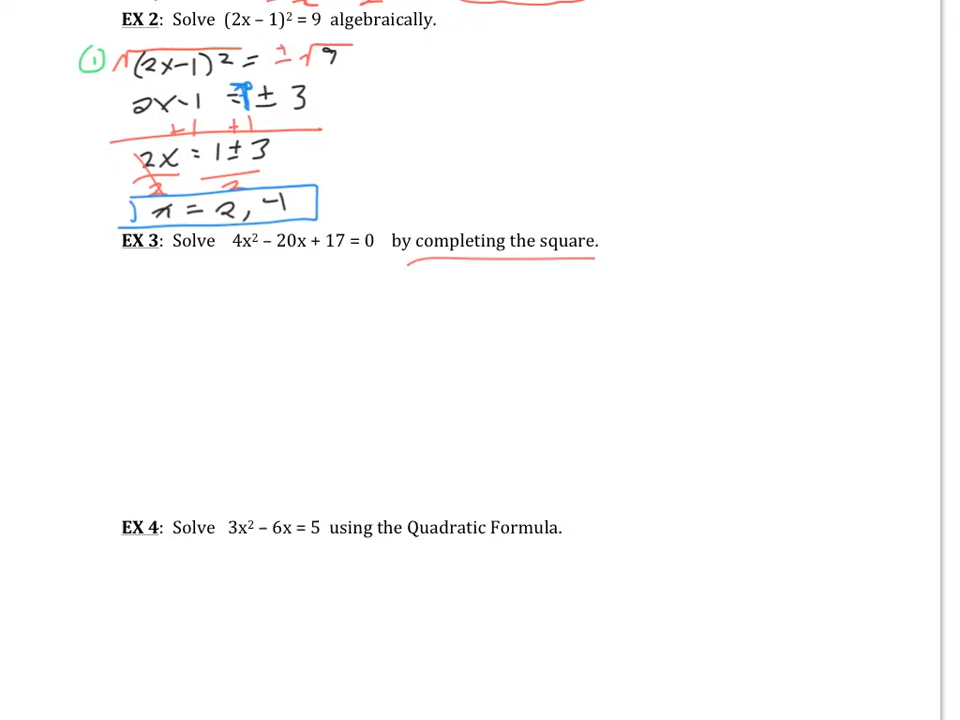 EX 2: Solve (2x – 1)² = 9 algebraically.
① √(2x-1)² = ± √9
2x-1 = ± 3
+1 +1
2x = 1 ± 3
2 2
x = 2, -1
EX 3: Solve 4x² – 20x + 17 = 0 by completing the square.
EX 4: Solve 3x² – 6x = 5 using the Quadratic Formula.